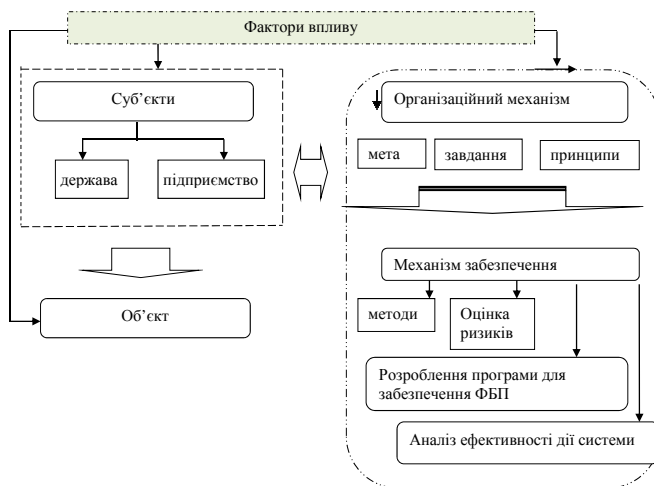 Фактори впливу
Суб’єкти
держава
підприємство
Об’єкт
Організаційний механізм
мета
завдання
принципи
Механізм забезпечення
методи
Оцінка
ризиків
Розроблення програми для
забезпечення ФБП
Аналіз ефективності дії системи